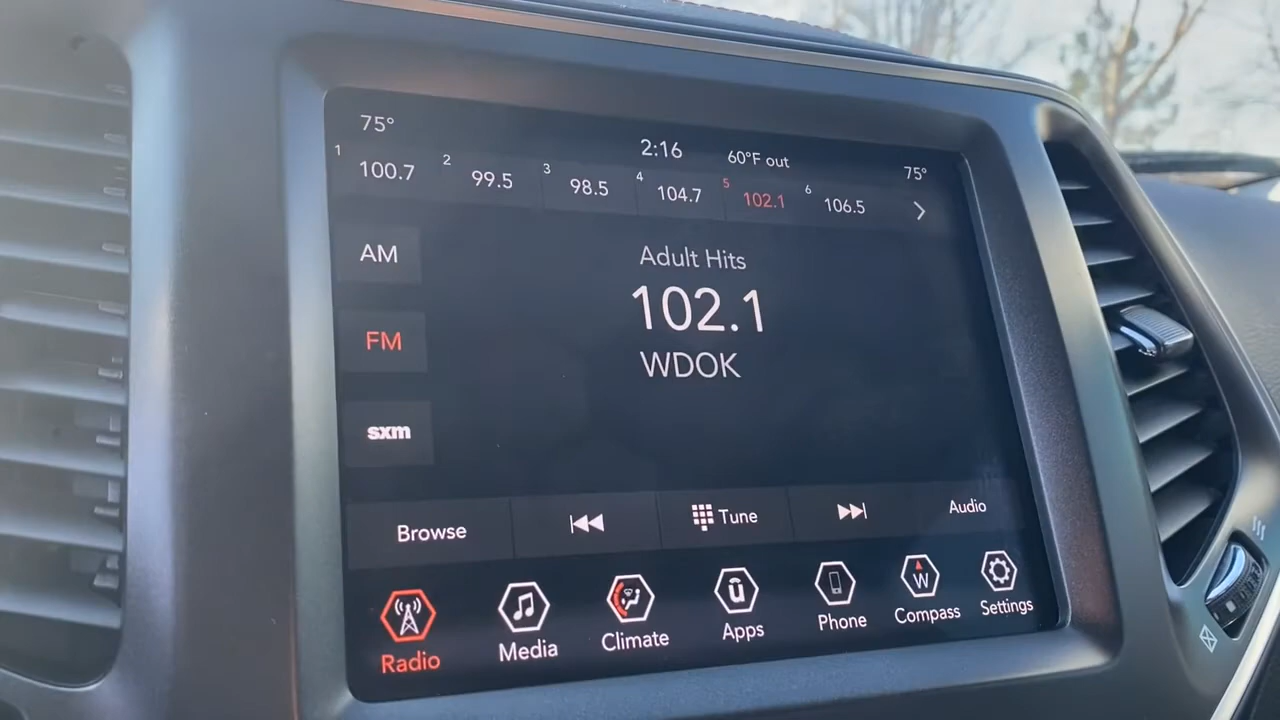 75°
2:16
60°F out
75°
1 100.7
2 99.5
3 98.5
4 104.7
5 102.1
6 106.5
AM
FM
sxm
Adult Hits
102.1
WDOK
Browse
Tune
Audio
Radio
Media
Climate
ū
Apps
Phone
W
Compass
Settings